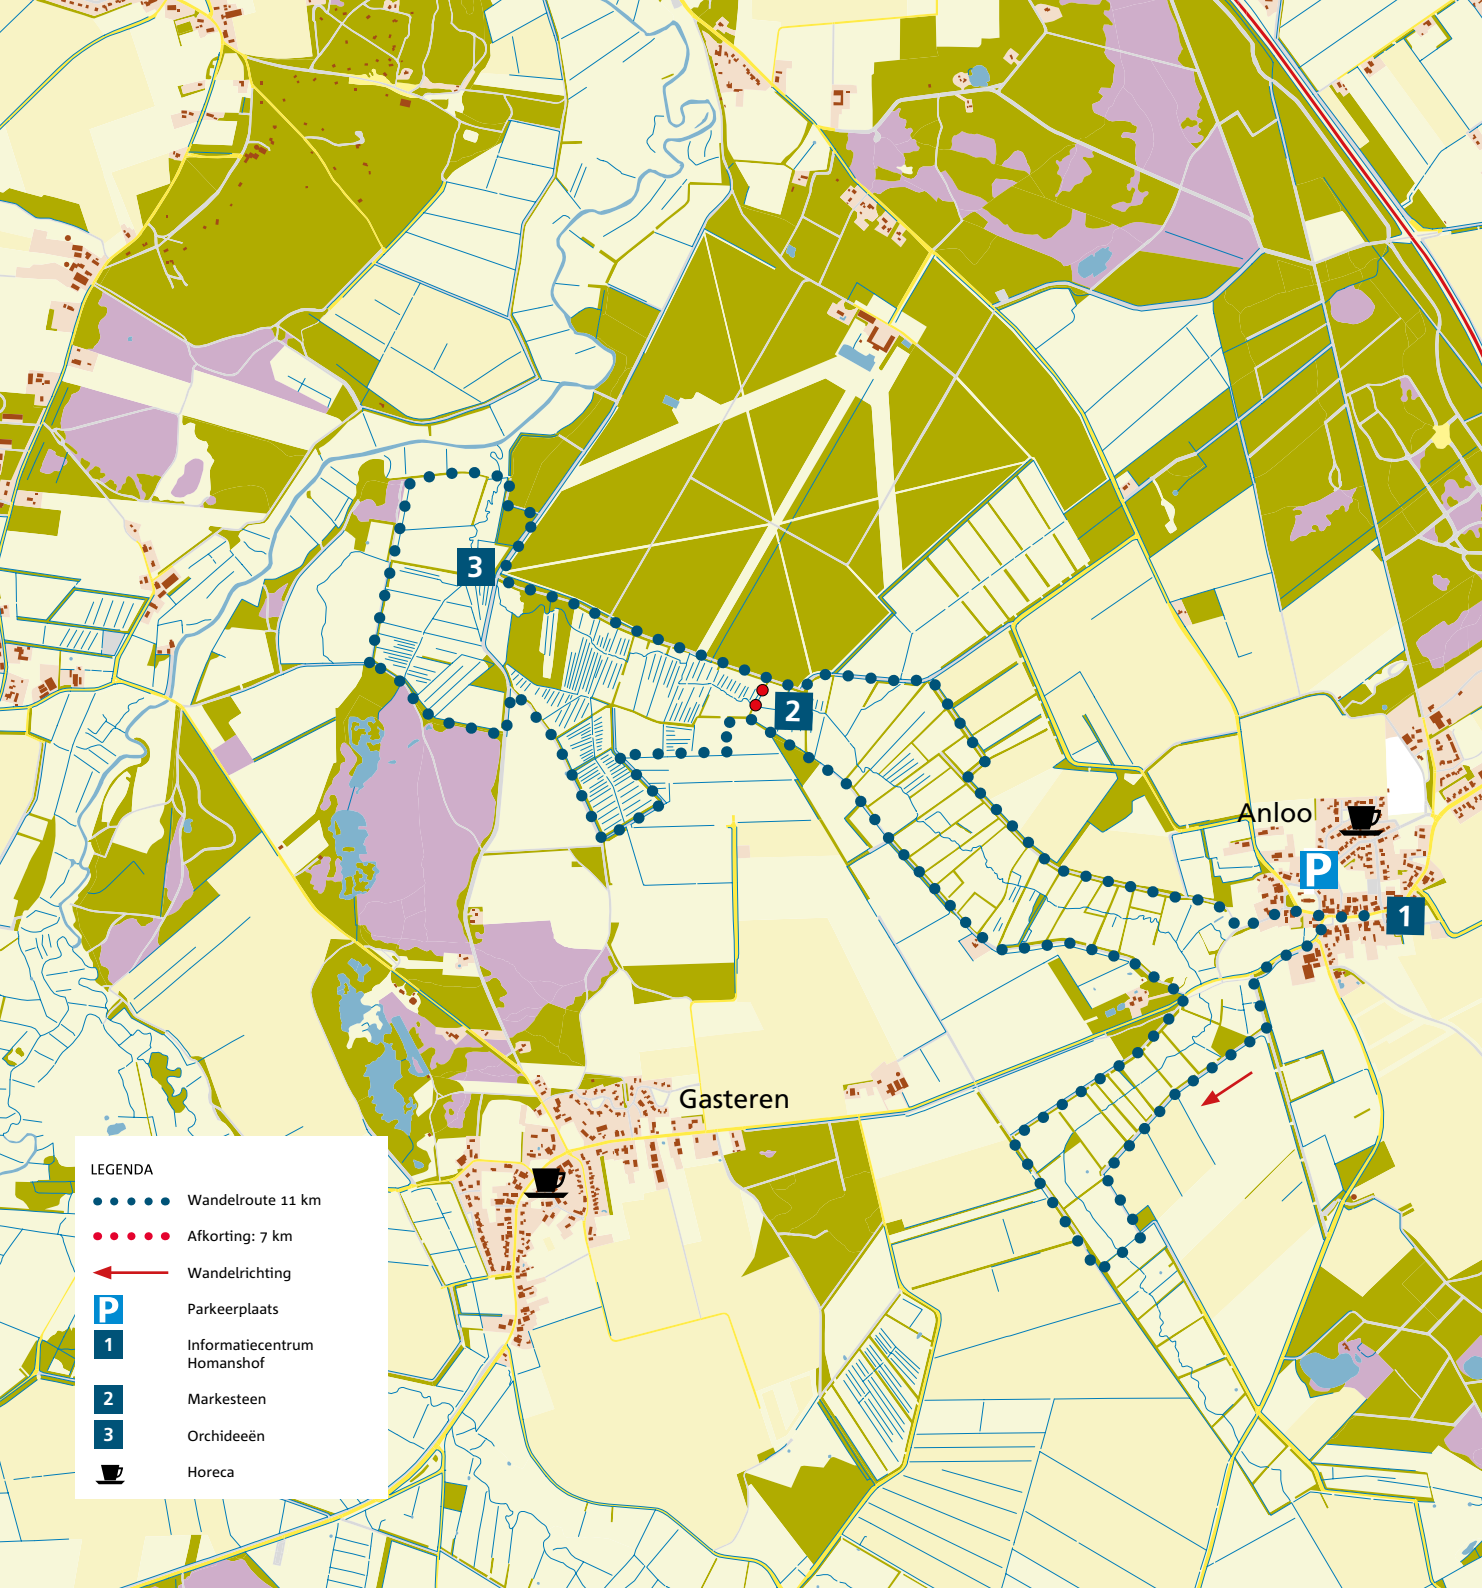 3
2
Anloo
P
1
Gasteren
LEGENDA
Wandelroute 11 km
Afkorting: 7 km
Wandelrichting
P Parkeerplaats
1 Informatiecentrum
Homanshof
2 Markesteen
3 Orchideeën
Horeca